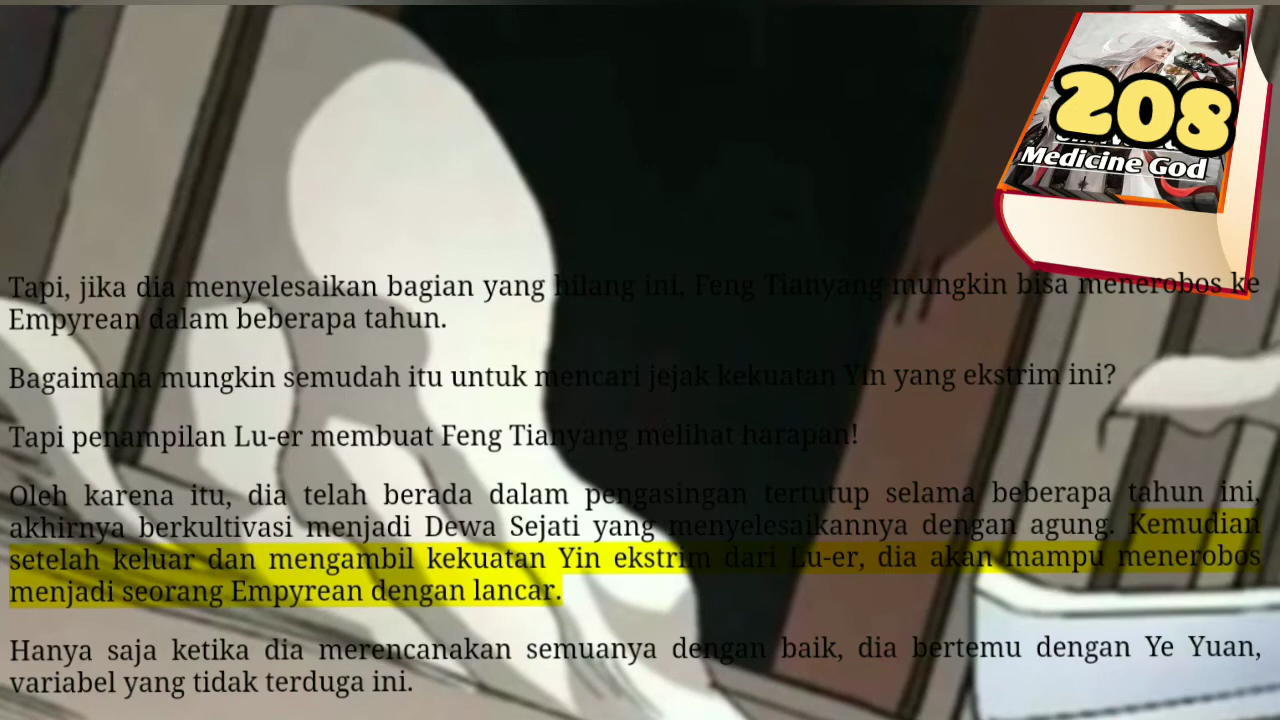 208
Medicine God
Tapi, jika dia menyelesaikan bagian yang hilang ini, Feng Tianyang mungkin bisa menerobos ke
Empyrean dalam beberapa tahun.
Bagaimana mungkin semudah itu untuk mencari jejak kekuatan Yin yang ekstrim ini?
Tapi penampilan Lu-er membuat Feng Tianyang melihat harapan!
Oleh karena itu, dia telah berada dalam pengasingan tertutup selama beberapa tahun ini,
akhirnya berkultivasi menjadi Dewa Sejati yang menyelesaikannya dengan agung. Kemudian
setelah keluar dan mengambil kekuatan Yin ekstrim dari Lu-er, dia akan mampu menerobos
menjadi seorang Empyrean dengan lancar.
Hanya saja ketika dia merencanakan semuanya dengan baik, dia bertemu dengan Ye Yuan,
variabel yang tidak terduga ini.